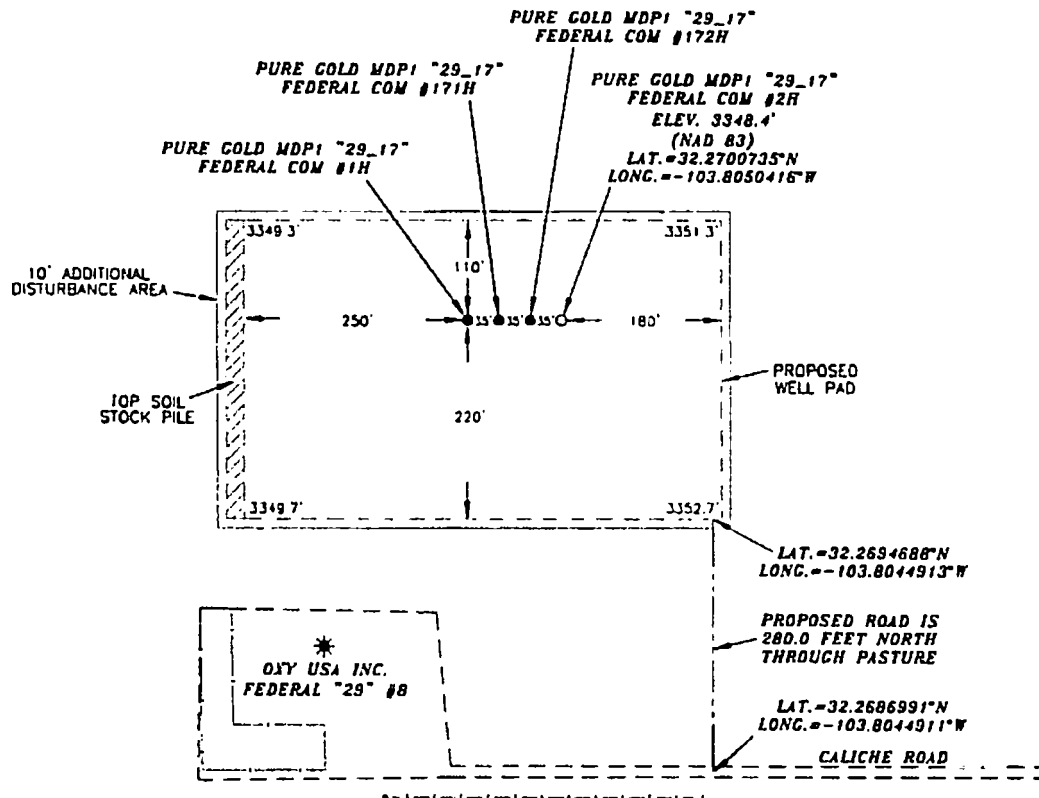 PURE GOLD MDP1 "29_17"
FEDERAL COM #172H
PURE GOLD MDP1 "29_17"
FEDERAL COM #171H
PURE GOLD MDP1 "29_17"
FEDERAL COM #2H
ELEV. 3348.4'
(NAD 83)
LAT.=32.2700735°N
LONG.=-103.8050416°W
PURE GOLD MDP1 "29_17"
FEDERAL COM #1H
3349.3'
3351.3'
10' ADDITIONAL
DISTURBANCE AREA
110'
250'
35'
35'
35'
180'
TOP SOIL
STOCK PILE
PROPOSED
WELL PAD
220'
3349.7'
3352.7'
LAT.=32.2694688°N
LONG.=-103.8044913°W
PROPOSED ROAD IS
280.0 FEET NORTH
THROUGH PASTURE
OXY USA INC.
FEDERAL "29" #8
LAT.=32.2686991°N
LONG.=-103.8044911°W
CALICHE ROAD